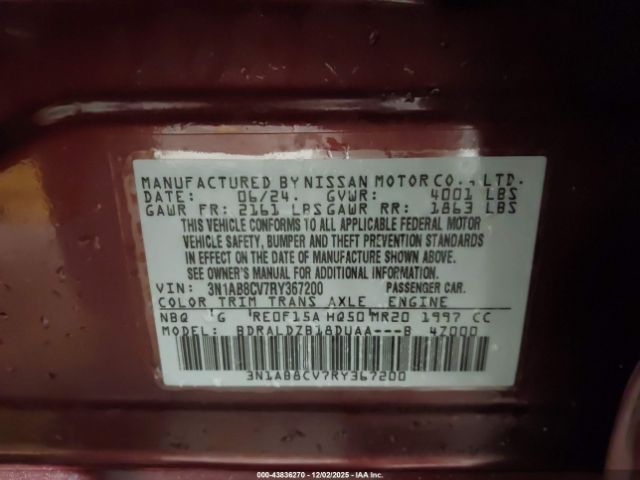 MANUFACTURED BY NISSAN MOTOR CO., LTD.
DATE: 06/24. GVWR: 4001 LBS
GAWR FR: 2161 LBS GAWR RR: 1863 LBS
THIS VEHICLE CONFORMS TO ALL APPLICABLE FEDERAL MOTOR
VEHICLE SAFETY, BUMPER AND THEFT PREVENTION STANDARDS
IN EFFECT ON THE DATE OF MANUFACTURE SHOWN ABOVE.
SEE OWNER'S MANUAL FOR ADDITIONAL INFORMATION.
VIN: 3N1AB8CV7RY367200 PASSENGER CAR.
COLOR TRIM TRANS AXLE ENGINE
NBQ G RE0F15A HQ50 MR20 1997 CC
MODEL: BDRALDZB18DUAA---B 4Z000
3N1AB8CV7RY367200
000-43836270 - 12/02/2025 - IAA Inc.